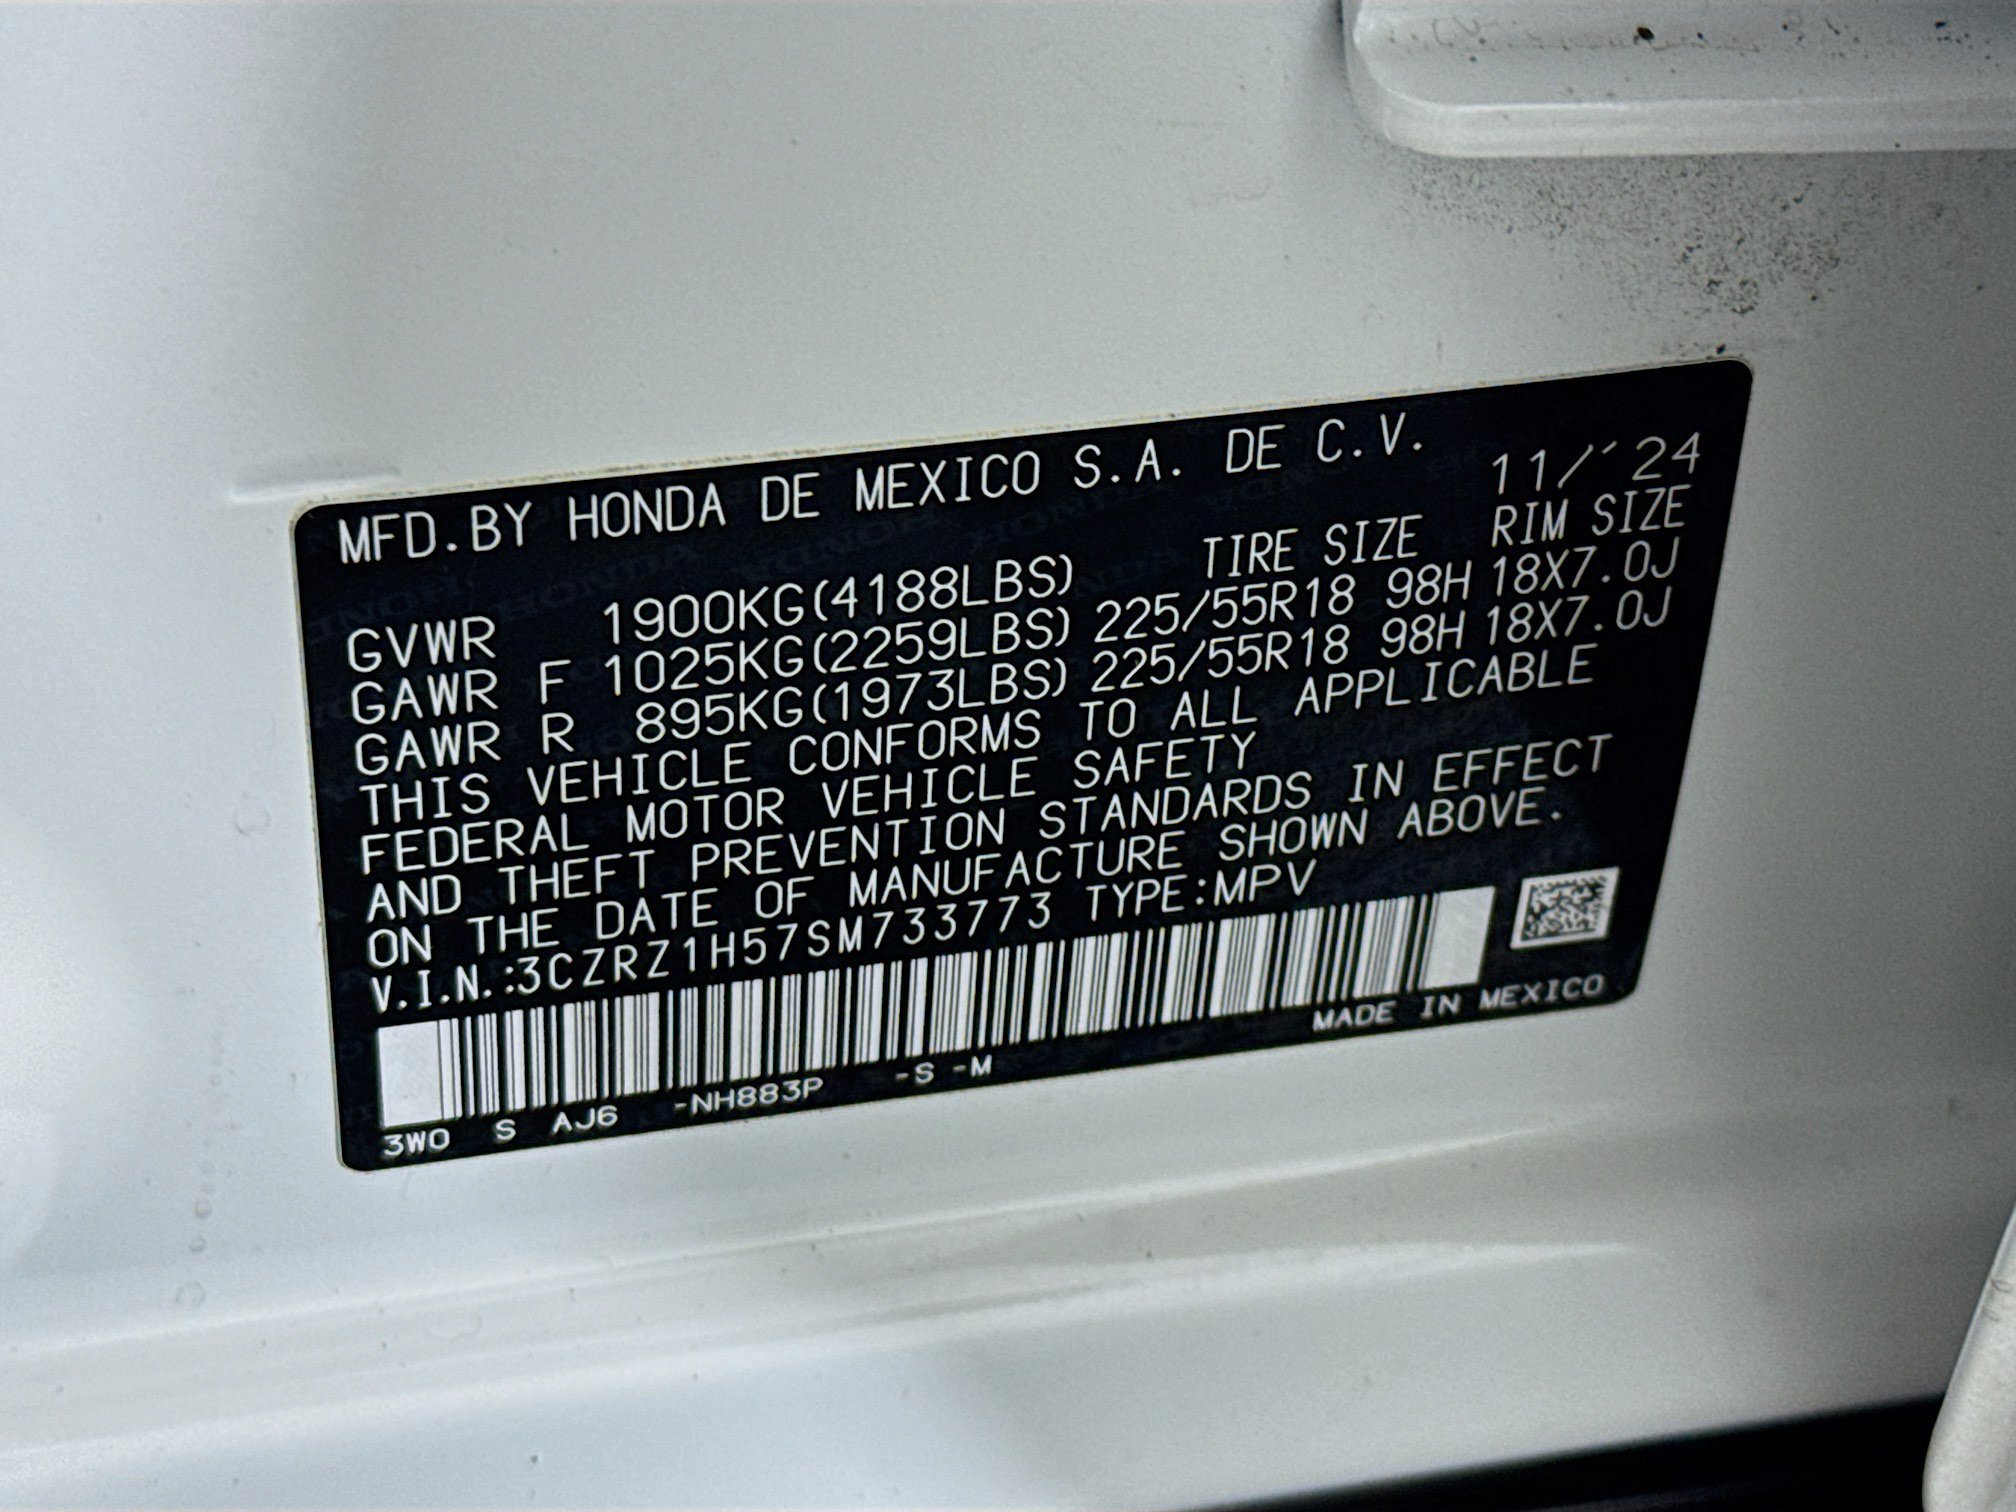 MFD.BY HONDA DE MEXICO S.A. DE C.V. 11/'24
TIRE SIZE RIM SIZE
GVWR 1900KG(4188LBS)
GAWR F 1025KG(2259LBS) 225/55R18 98H 18X7.0J
GAWR R 895KG(1973LBS) 225/55R18 98H 18X7.0J
THIS VEHICLE CONFORMS TO ALL APPLICABLE
FEDERAL MOTOR VEHICLE SAFETY
AND THEFT PREVENTION STANDARDS IN EFFECT
ON THE DATE OF MANUFACTURE SHOWN ABOVE.
V.I.N.:3CZRZ1H57SM733773 TYPE:MPV
MADE IN MEXICO
3W0 S AJ6 -NH883P -S -M